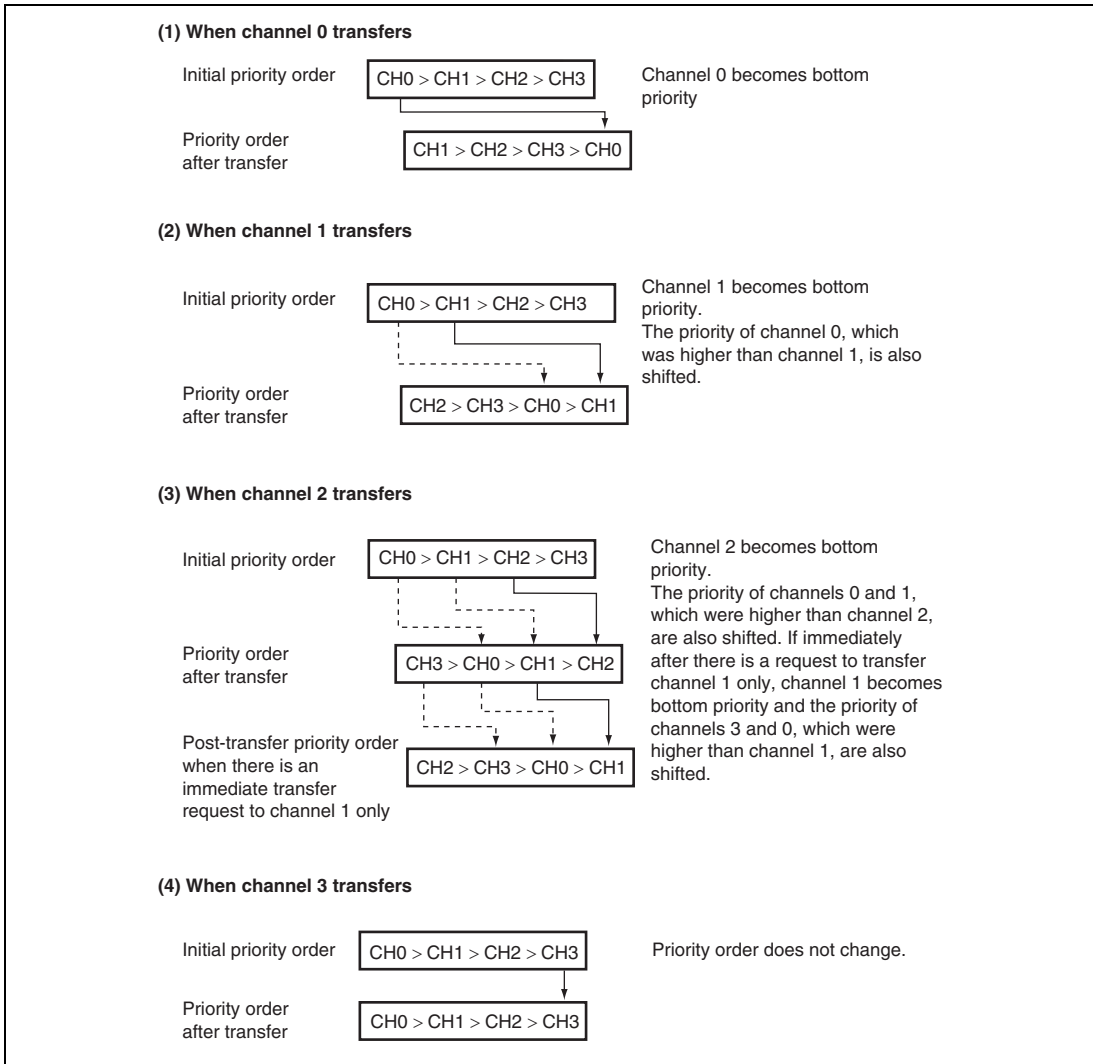 (1) When channel 0 transfers
Initial priority order
CH0 > CH1 > CH2 > CH3
Channel 0 becomes bottom
priority
Priority order
after transfer
CH1 > CH2 > CH3 > CH0
(2) When channel 1 transfers
Initial priority order
CH0 > CH1 > CH2 > CH3
Channel 1 becomes bottom
priority.
The priority of channel 0, which
was higher than channel 1, is also
shifted.
Priority order
after transfer
CH2 > CH3 > CH0 > CH1
(3) When channel 2 transfers
Initial priority order
CH0 > CH1 > CH2 > CH3
Channel 2 becomes bottom
priority.
The priority of channels 0 and 1,
which were higher than channel 2,
are also shifted. If immediately
after there is a request to transfer
channel 1 only, channel 1 becomes
bottom priority and the priority of
channels 3 and 0, which were
higher than channel 1, are also
shifted.
Priority order
after transfer
CH3 > CH0 > CH1 > CH2
Post-transfer priority order
when there is an
immediate transfer
request to channel 1 only
CH2 > CH3 > CH0 > CH1
(4) When channel 3 transfers
Initial priority order
CH0 > CH1 > CH2 > CH3
Priority order does not change.
Priority order
after transfer
CH0 > CH1 > CH2 > CH3